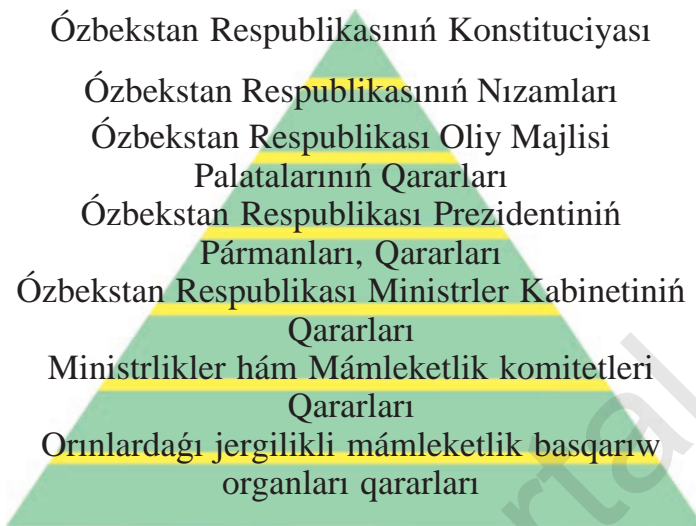 Ózbekstan Respublikasınıń Konstituciyası
Ózbekstan Respublikasınıń Nızamları
Ózbekstan Respublikası Oliy Majlisi
Palatalarınıń Qararları
Ózbekstan Respublikası Prezidentiniń
Pármanları, Qararları
Ózbekstan Respublikası Ministrler Kabinetiniń
Qararları
Ministrlikler hám Mámleketlik komitetleri
Qararları
Orınlardaǵı jergilikli mámleketlik basqarıw
organları qararları